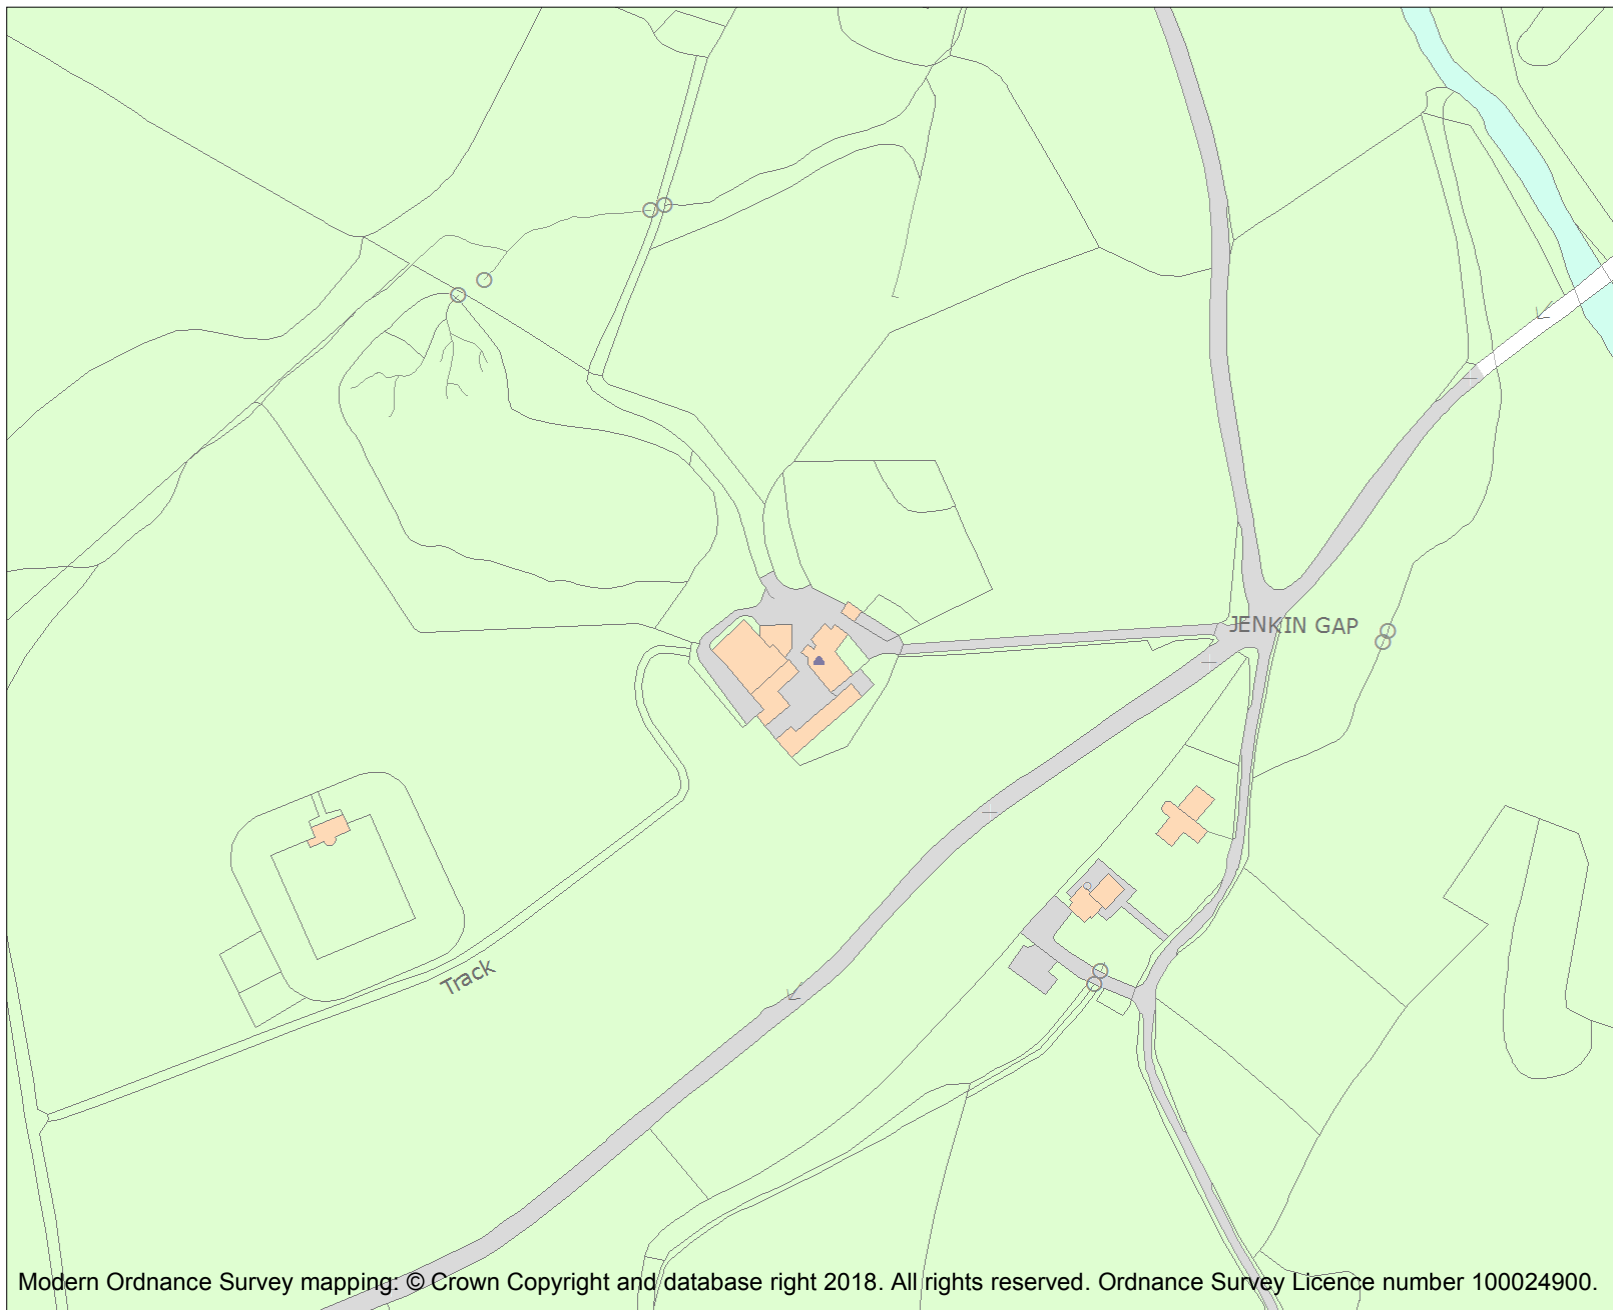 JENKIN GAP
Track
Modern Ordnance Survey mapping: © Crown Copyright and database right 2018. All rights reserved. Ordnance Survey Licence number 100024900.